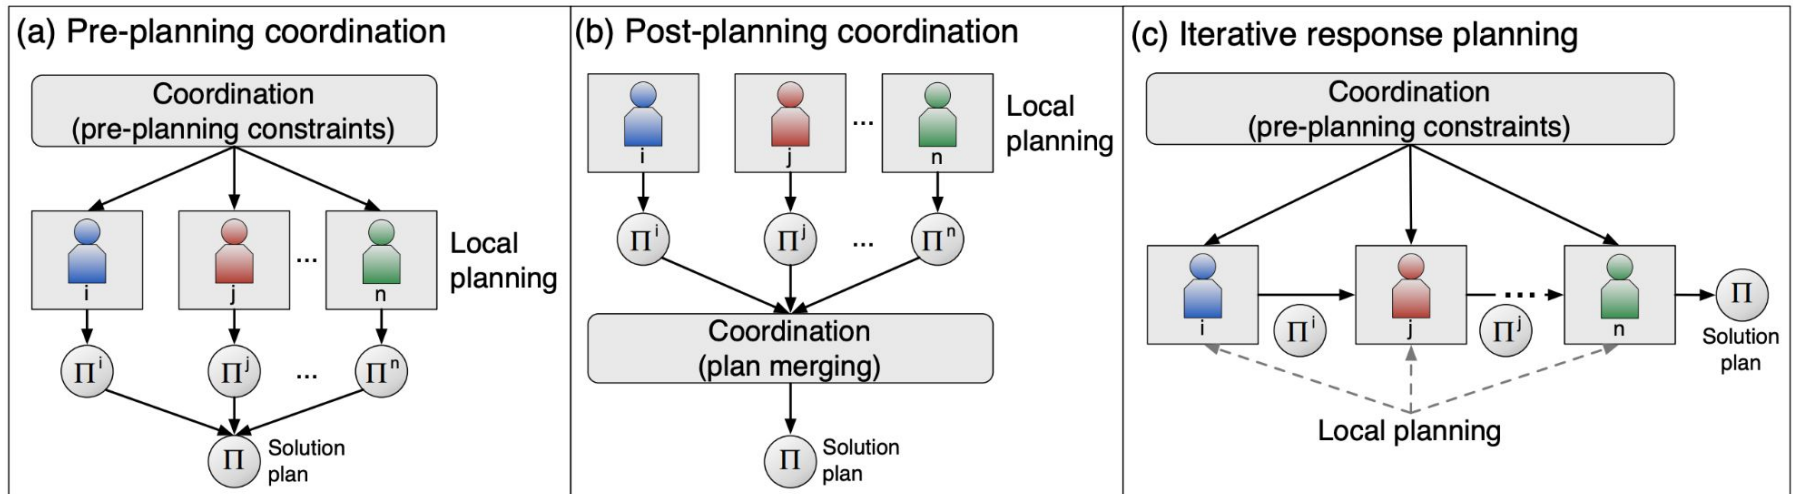 (a) Pre-planning coordination
Coordination
(pre-planning constraints)
i
j
...
n
Local
planning
Πⁱ
Πʲ
...
Πⁿ
Π
Solution
plan
(b) Post-planning coordination
i
j
...
n
Local
planning
Πⁱ
Πʲ
...
Πⁿ
Coordination
(plan merging)
Π
Solution
plan
(c) Iterative response planning
Coordination
(pre-planning constraints)
i
Πⁱ
j
...
Πʲ
n
Π
Solution
plan
Local planning